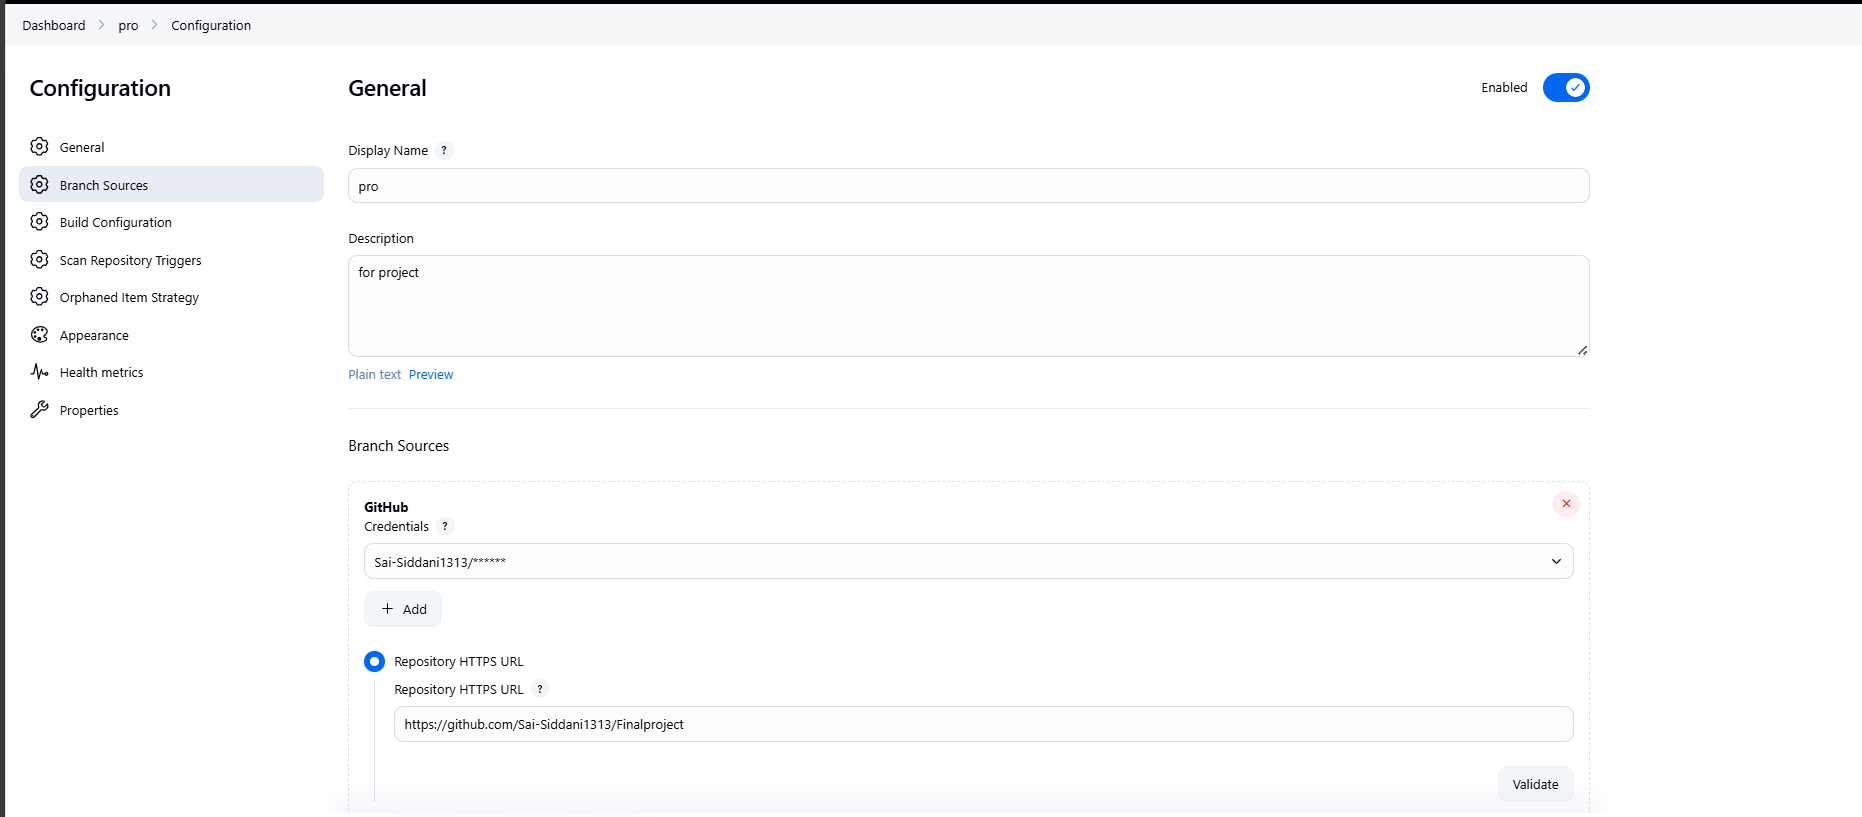 Dashboard pro Configuration
Configuration
General
Branch Sources
Build Configuration
Scan Repository Triggers
Orphaned Item Strategy
Appearance
Health metrics
Properties
General
Enabled
Display Name ?
pro
Description
for project
Plain text Preview
Branch Sources
GitHub
Credentials ?
Sai-Siddani1313/******
Add
Repository HTTPS URL
Repository HTTPS URL ?
https://github.com/Sai-Siddani1313/Finalproject
Validate